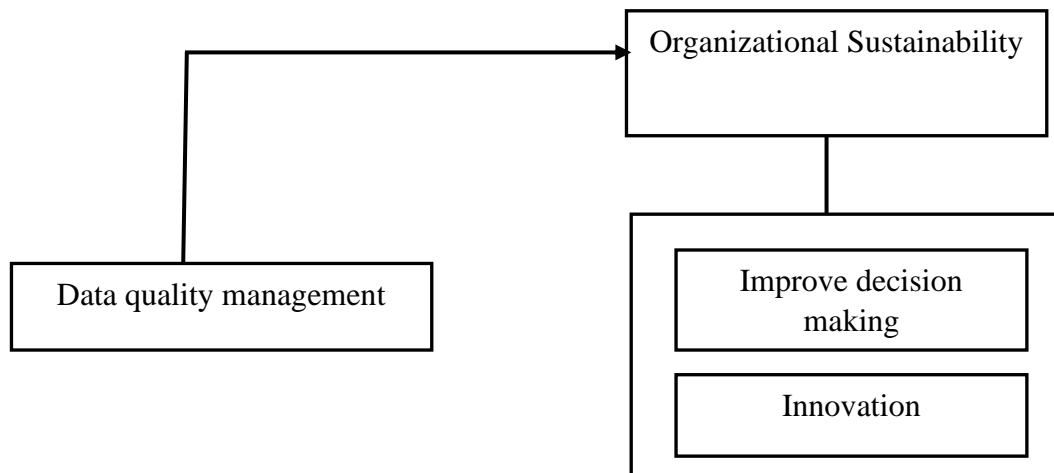 Organizational Sustainability
Data quality management
Improve decision
making
Innovation